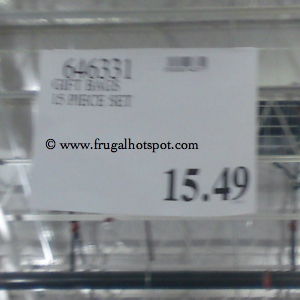 646331
GIFT BAGS
15 PIECE SET
© www.frugalhotspot.com
15.49